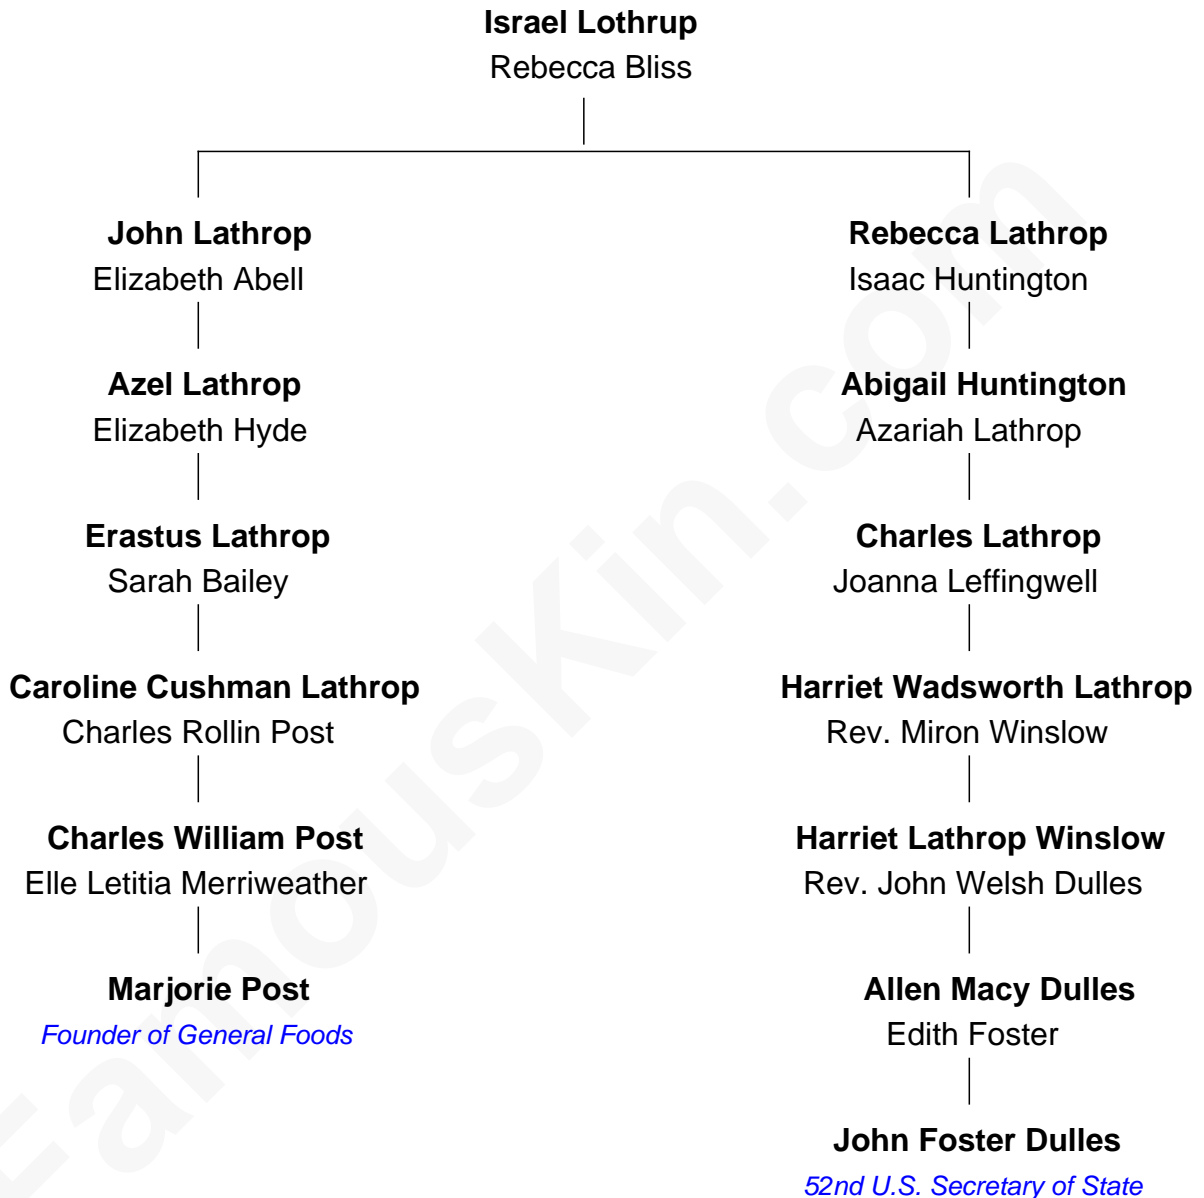 Israel Lothrup
Rebecca Bliss
John Lathrop
Elizabeth Abell
Azel Lathrop
Elizabeth Hyde
Erastus Lathrop
Sarah Bailey
Caroline Cushman Lathrop
Charles Rollin Post
Charles William Post
Elle Letitia Merriweather
Marjorie Post
Founder of General Foods
Rebecca Lathrop
Isaac Huntington
Abigail Huntington
Azariah Lathrop
Charles Lathrop
Joanna Leffingwell
Harriet Wadsworth Lathrop
Rev. Miron Winslow
Harriet Lathrop Winslow
Rev. John Welsh Dulles
Allen Macy Dulles
Edith Foster
John Foster Dulles
52nd U.S. Secretary of State
FamousKin.com